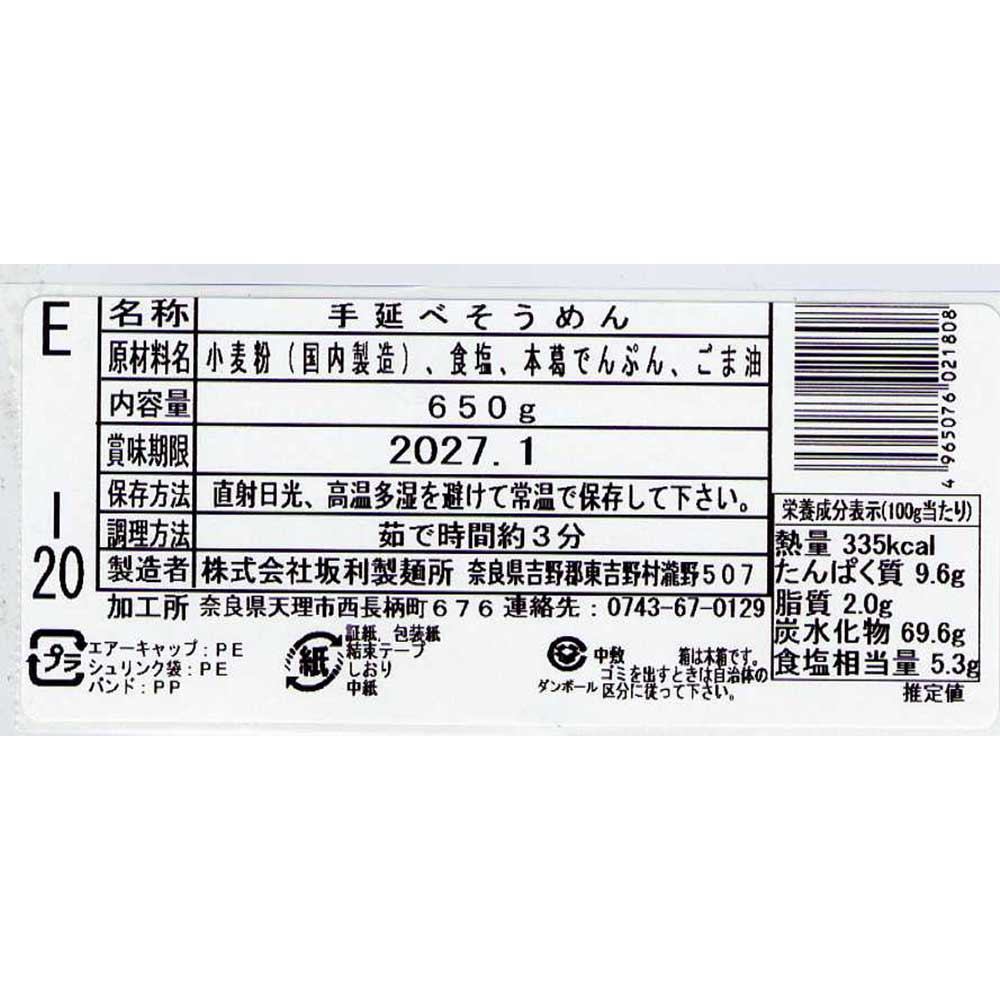 E-20
名称 手延べそうめん
原材料名 小麦粉(国内製造)、食塩、本葛でんぷん、ごま油
内容量 650g
賞味期限 2027.1
保存方法 直射日光、高温多湿を避けて常温で保存して下さい。
調理方法 茹で時間約3分
製造者 株式会社坂利製麺所 奈良県吉野郡東吉野村瀧野507
加工所 奈良県天理市西長柄町676 連絡先:0743-67-0129
プラ
エアーキャップ:PE
シュリンク袋:PE
バンド:PP
紙
証紙、包装紙
結束テープ
しおり
中紙
ダンボール
中敷
箱は木箱です。
ゴミを出すときは自治体の
区分に従って下さい。
4 965076 021808
栄養成分表示(100g当たり)
熱量 335kcal
たんぱく質 9.6g
脂質 2.0g
炭水化物 69.6g
食塩相当量 5.3g
推定値